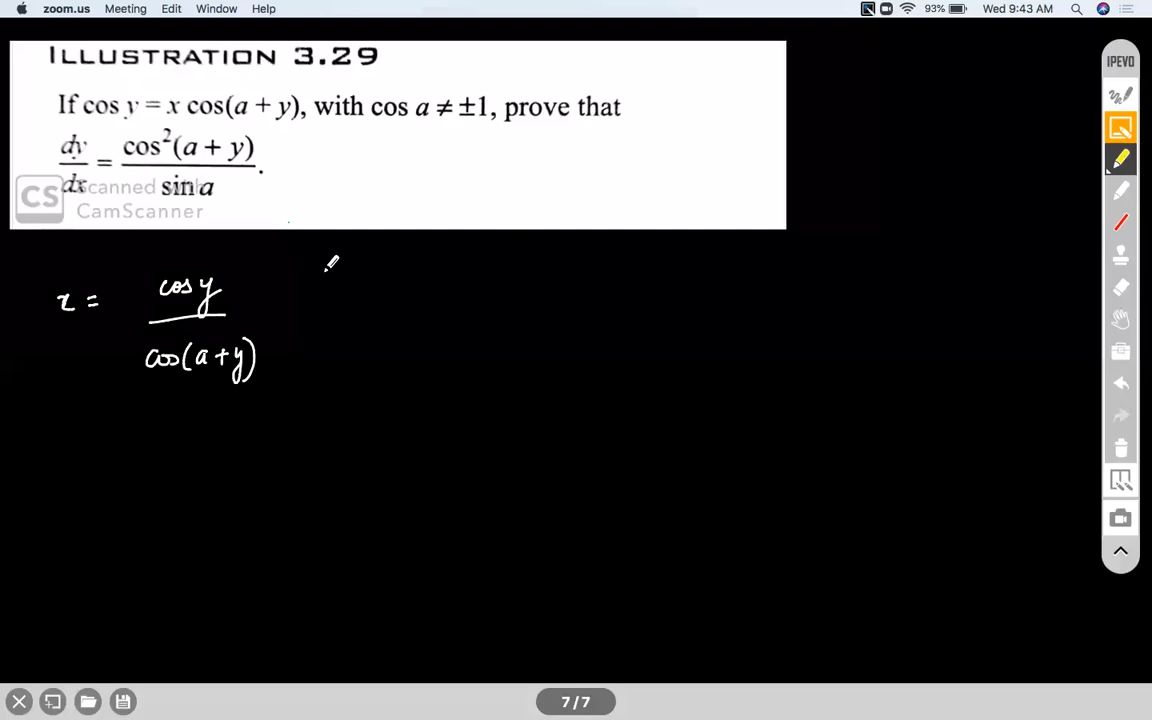 zoom.us Meeting Edit Window Help 93% Wed 9:43 AM
IPEVO
ILLUSTRATION 3.29
If cos y = x cos(a + y), with cos a ≠ ±1, prove that
dy/dx = cos²(a + y)/sin a.
CS Scanned with
CamScanner
x = cos y / cos(a+y)
7/7